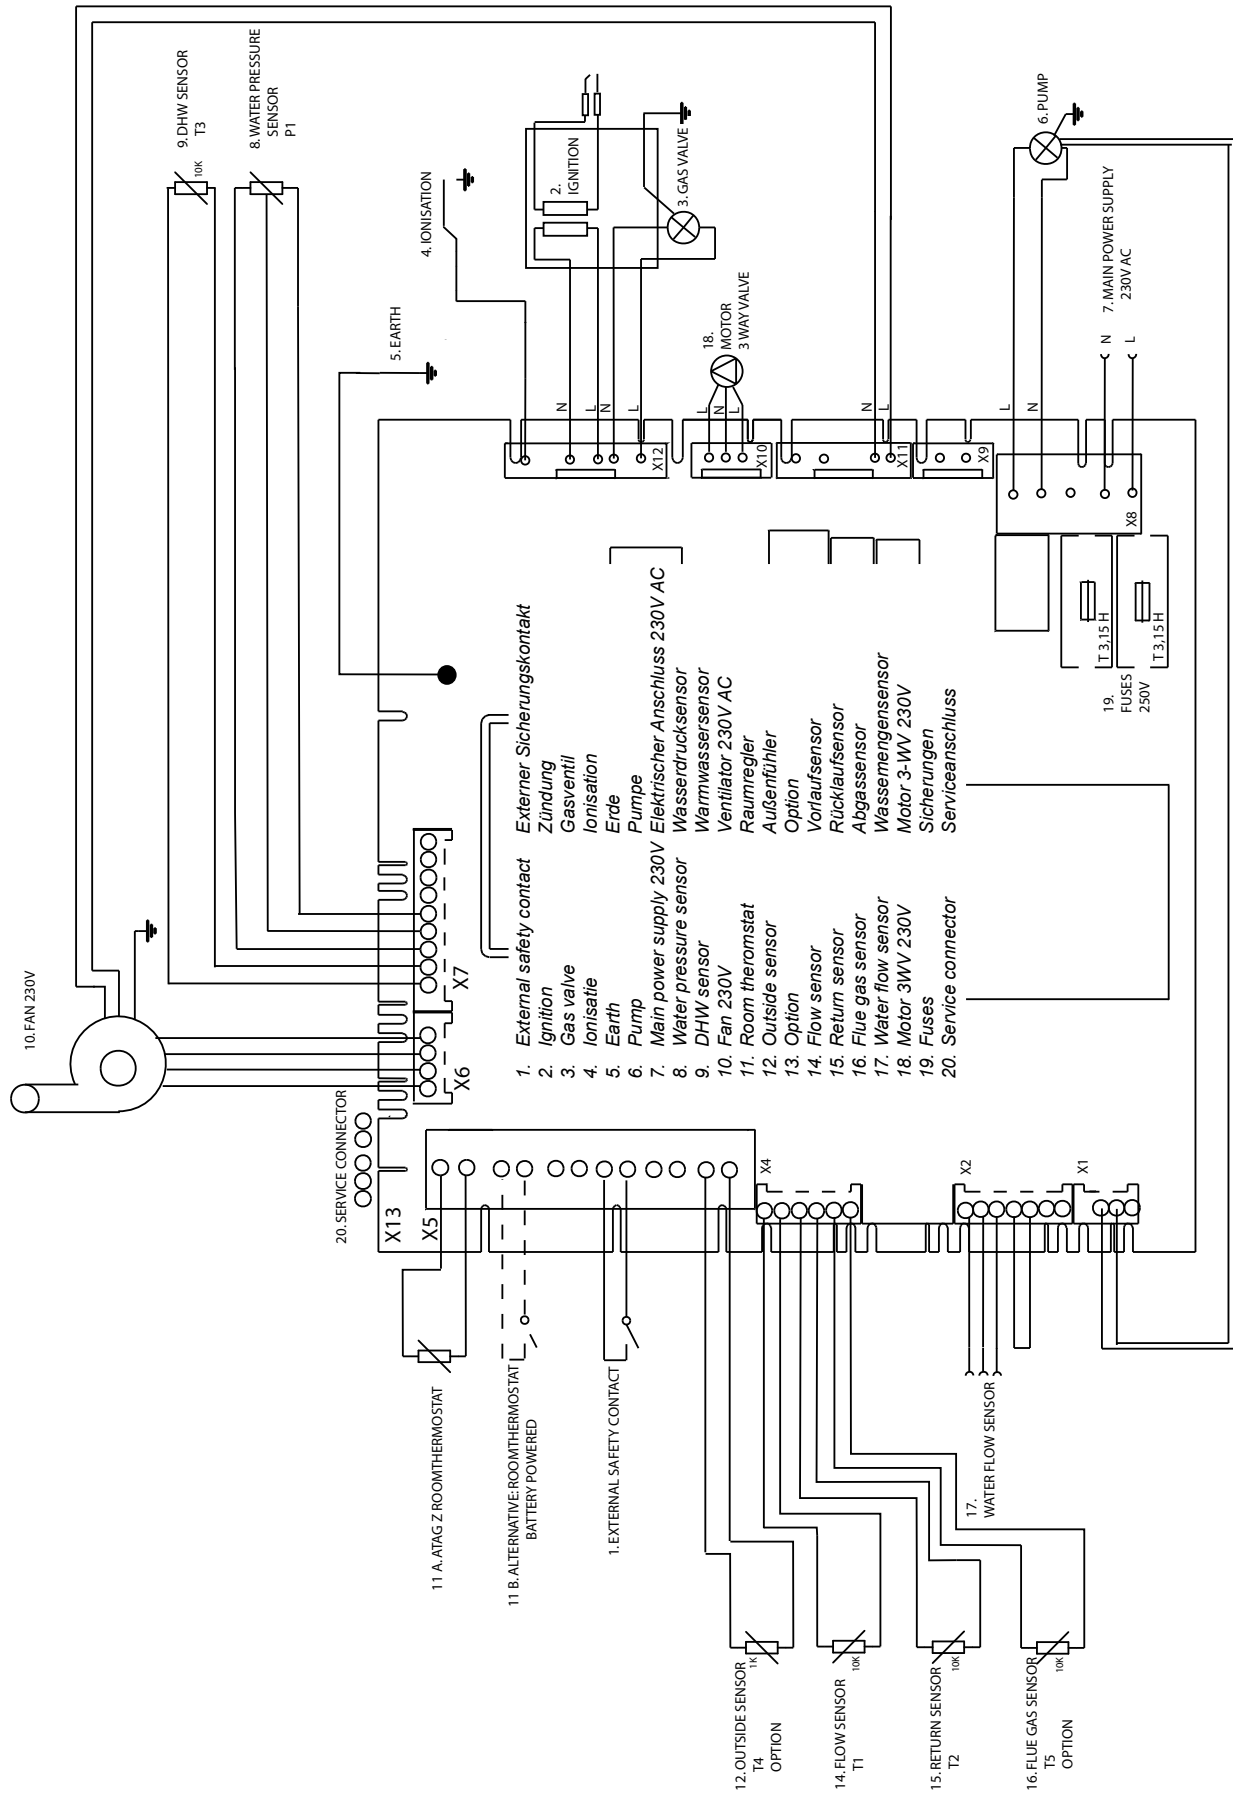 10. FAN 230V
9. DHW SENSOR
T3
10K
8. WATER PRESSURE
SENSOR
P1
4. IONISATION
2.
IGNITION
3. GAS VALVE
5. EARTH
18.
MOTOR
3 WAY VALVE
6. PUMP
7. MAIN POWER SUPPLY
230V AC
N
L
N
L
N
L
X12
L
N
L
X10
N
L
X11
X9
L
N
X8
T 3,15 H
T 3,15 H
19.
FUSES
250V
X7
X6
20. SERVICE CONNECTOR
X13
X5
X4
X2
X1
1. External safety contact Externer Sicherungskontakt
2. Ignition Zündung
3. Gas valve Gasventil
4. Ionisatie Ionisation
5. Earth Erde
6. Pump Pumpe
7. Main power supply 230V Elektrischer Anschluss 230V AC
8. Water pressure sensor Wasserdrucksensor
9. DHW sensor Warmwassersensor
10. Fan 230V Ventilator 230V AC
11. Room theromstat Raumregler
12. Outside sensor Außenfühler
13. Option Option
14. Flow sensor Vorlaufsensor
15. Return sensor Rücklaufsensor
16. Flue gas sensor Abgassensor
17. Water flow sensor Wassemengensensor
18. Motor 3WV 230V Motor 3-WV 230V
19. Fuses Sicherungen
20. Service connector Serviceanschluss
11 A. ATAG Z ROOMTHERMOSTAT
11 B. ALTERNATIVE: ROOMTHERMOSTAT
BATTERY POWERED
1. EXTERNAL SAFETY CONTACT
17.
WATER FLOW SENSOR
12. OUTSIDE SENSOR
T4
OPTION
1K
14. FLOW SENSOR
T1
10K
15. RETURN SENSOR
T2
10K
16. FLUE GAS SENSOR
T5
OPTION
10K